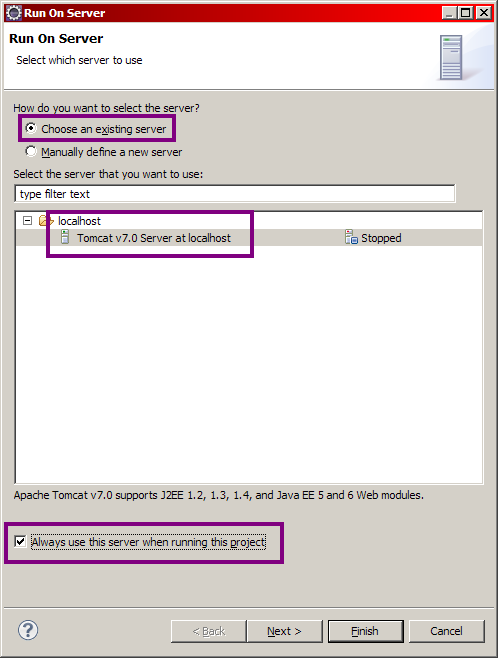 Run On Server
Run On Server
Select which server to use
How do you want to select the server?
Choose an existing server
Manually define a new server
Select the server that you want to use:
type filter text
localhost
Tomcat v7.0 Server at localhost Stopped
Apache Tomcat v7.0 supports J2EE 1.2, 1.3, 1.4, and Java EE 5 and 6 Web modules.
Always use this server when running this project
? < Back Next > Finish Cancel